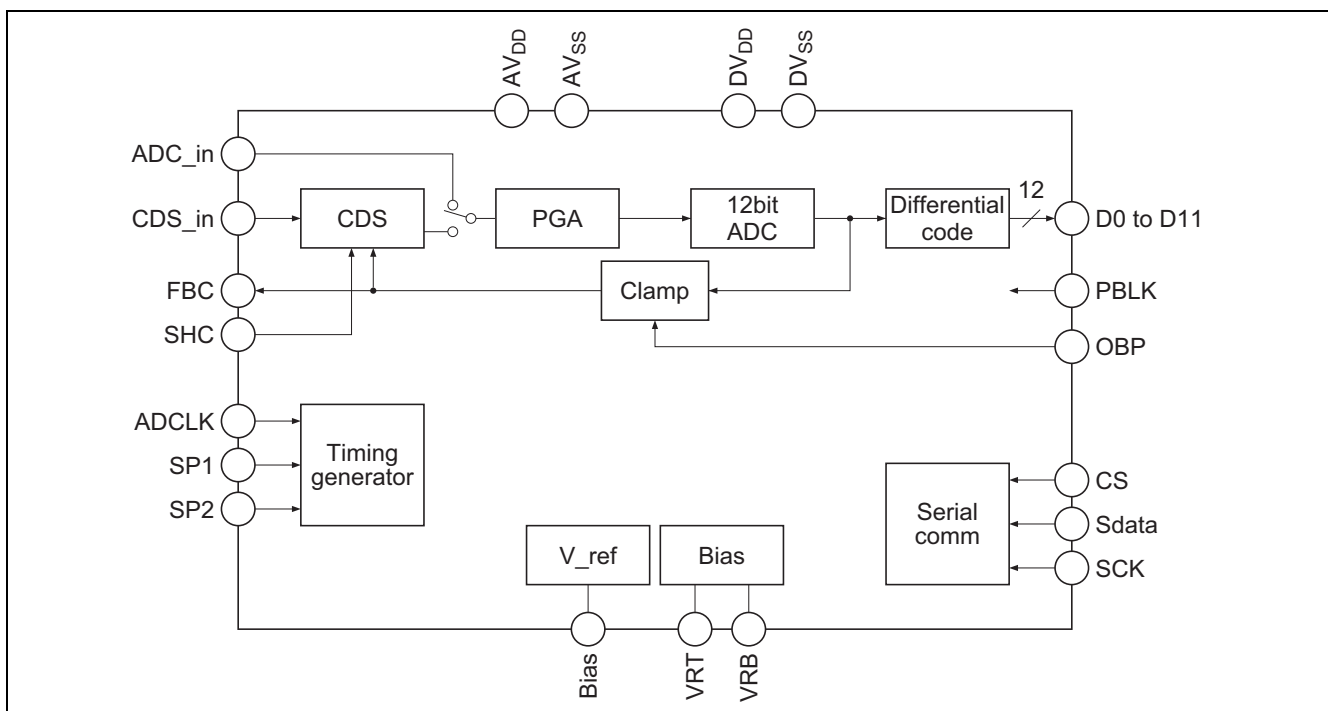 AVDD
AVSS
DVDD
DVSS
ADC_in
CDS_in
CDS
PGA
12bit
ADC
Differential
code
12
D0 to D11
FBC
Clamp
PBLK
SHC
OBP
ADCLK
SP1
SP2
Timing
generator
Serial
comm
CS
Sdata
SCK
V_ref
Bias
Bias
VRT
VRB